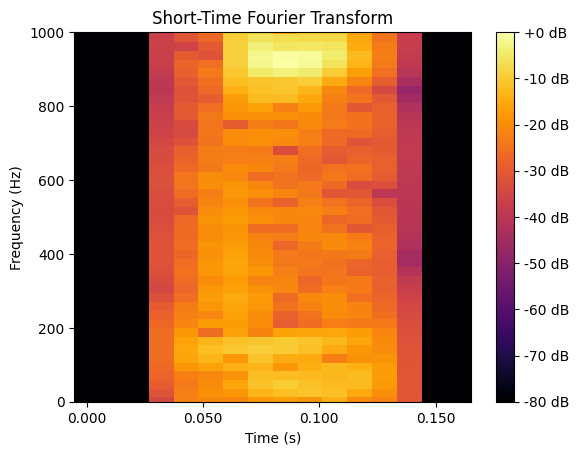 Short-Time Fourier Transform
1000
800
600
400
200
0
Frequency (Hz)
0.000
0.050
0.100
0.150
Time (s)
+0 dB
-10 dB
-20 dB
-30 dB
-40 dB
-50 dB
-60 dB
-70 dB
-80 dB